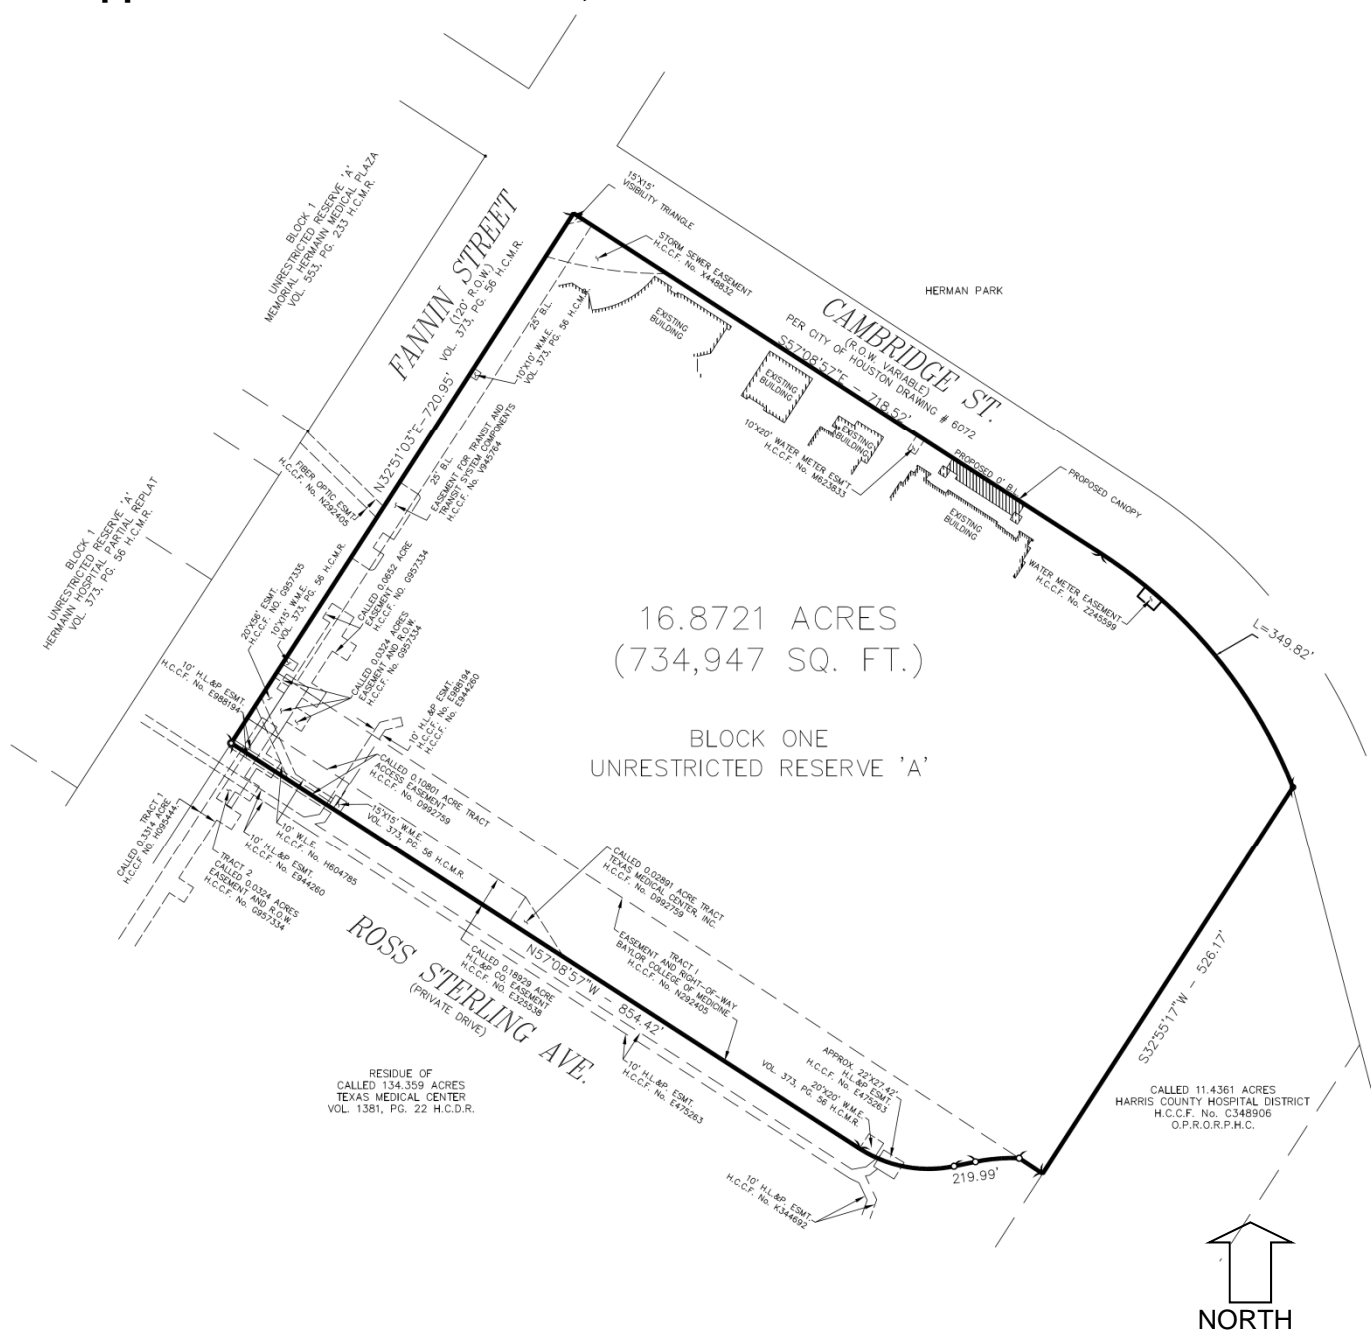 BLOCK 1
UNRESTRICTED RESERVE 'A'
MEMORIAL HERMANN MEDICAL PLAZA
VOL. 553, PG. 233 H.C.M.R.
FANNIN STREET
(120' R.O.W.)
VOL. 373, PG. 56 H.C.M.R.
15'X15'
VISIBILITY TRIANGLE
STORM SEWER EASEMENT
H.C.C.F. No. X448832
HERMAN PARK
CAMBRIDGE ST.
(R.O.W. VARIABLE)
PER CITY OF HOUSTON DRAWING # 6072
S57°08'57"E - 718.52'
EXISTING
BUILDING
EXISTING
BUILDING
EXISTING
BUILDING
EXISTING
BUILDING
25' B.L.
10'X10' W.M.E.
VOL. 373, PG. 56 H.C.M.R.
N32°51'03"E - 720.95'
25' B.L.
EASEMENT FOR TRANSIT AND
TRANSIT SYSTEM COMPONENTS
H.C.C.F. No. V945764
10'X20' WATER METER ESM'T
H.C.C.F. No. M623833
PROPOSED 0' B.L.
PROPOSED CANOPY
WATER METER EASEMENT
H.C.C.F. No. Z245599
L=349.82'
FIBER OPTIC ESMT.
H.C.C.F. No. N292405
BLOCK 1
UNRESTRICTED RESERVE 'A'
HERMANN HOSPITAL PARTIAL REPLAT
VOL. 373, PG. 56 H.C.M.R.
20'X56' ESMT.
H.C.C.F. NO. G957335
10'X15' W.M.E.
VOL. 373, PG. 56 H.C.M.R.
CALLED 0.0652 ACRE
EASEMENT
H.C.C.F. NO. G957334
CALLED 0.0324 ACRES
EASEMENT AND R.O.W.
H.C.C.F. No. G957334
16.8721 ACRES
(734,947 SQ. FT.)
BLOCK ONE
UNRESTRICTED RESERVE 'A'
10' H.L.&P ESMT.
H.C.C.F. No. E988194
10' H.L.&P ESMT.
H.C.C.F. No. E988194
H.C.C.F. No. E944260
CALLED 0.10801 ACRE TRACT
ACCESS EASEMENT
H.C.C.F. No. D992759
15'X15' W.M.E.
VOL. 373, PG. 56 H.C.M.R.
TRACT 1
CALLED 0.3314 ACRE
H.C.C.F. No. H095444.
TRACT 2
CALLED 0.0324 ACRES
EASEMENT AND R.O.W.
H.C.C.F. No. G957334
10' H.L.&P ESMT.
H.C.C.F. No. E944260
10' W.L.E.
H.C.C.F. No. H604785
CALLED 0.02891 ACRE TRACT
TEXAS MEDICAL CENTER, INC.
H.C.C.F. No. D992759
TRACT I
EASEMENT AND RIGHT-OF-WAY
BAYLOR COLLEGE OF MEDICINE
H.C.C.F. No. N292405
S32°55'17"W - 526.17'
ROSS STERLING AVE.
(PRIVATE DRIVE)
CALLED 0.18929 ACRE
H.L.&P CO. EASEMENT
H.C.C.F. NO. E325538
N57°08'57"W - 854.42'
10' H.L.&P. ESMT.
H.C.C.F. No. E475263
APPROX. 22'X27.42'
H.L.&P ESMT.
H.C.C.F. No. E475263
20'X20' W.M.E.
VOL. 373, PG. 56 H.C.M.R.
RESIDUE OF
CALLED 134.359 ACRES
TEXAS MEDICAL CENTER
VOL. 1381, PG. 22 H.C.D.R.
CALLED 11.4361 ACRES
HARRIS COUNTY HOSPITAL DISTRICT
H.C.C.F. No. C348906
O.P.R.O.R.P.H.C.
219.99'
10' H.L.&P. ESMT.
H.C.C.F. No. K344692
NORTH